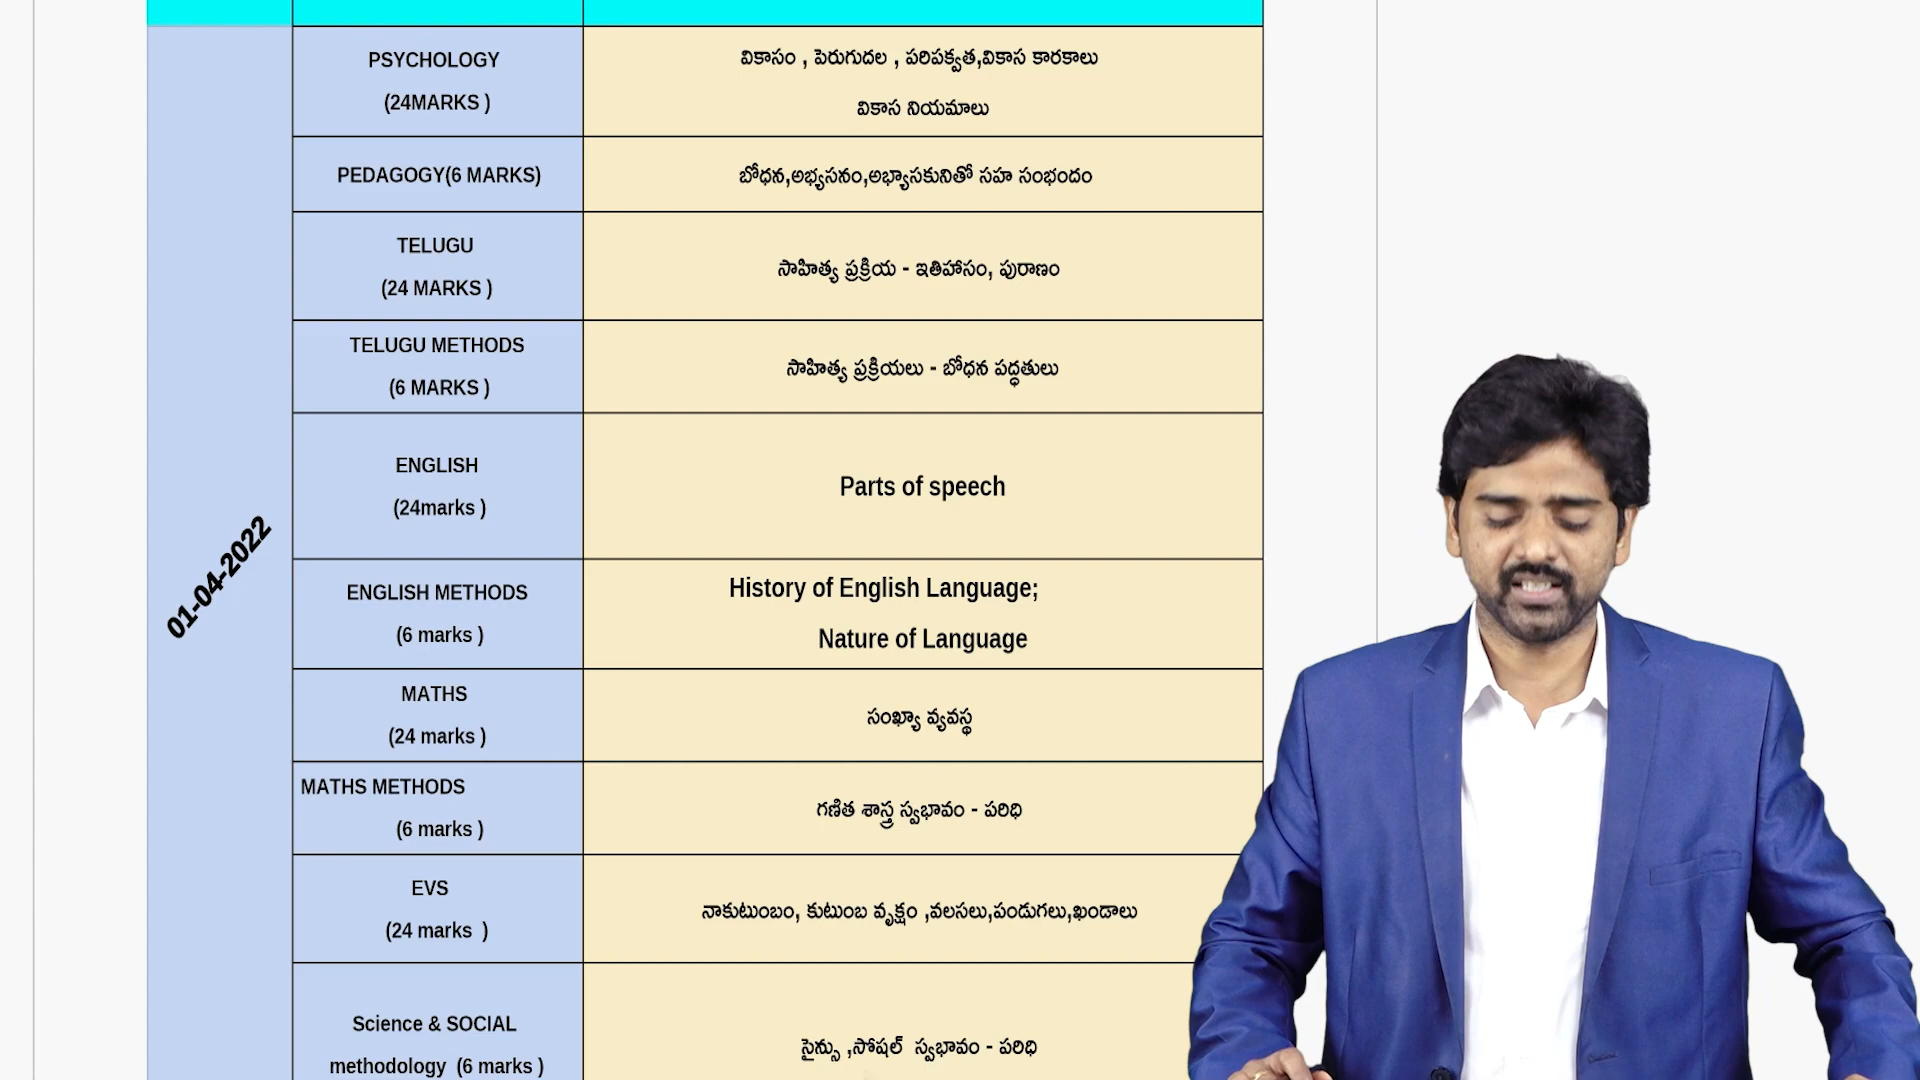 01-04-2022
PSYCHOLOGY
(24MARKS )
వికాసం , పెరుగుదల , పరిపక్వత,వికాస కారకాలు
వికాస నియమాలు
PEDAGOGY(6 MARKS)
బోధన,అభ్యసనం,అభ్యాసకునితో సహ సంభందం
TELUGU
(24 MARKS )
సాహిత్య ప్రక్రియ - ఇతిహాసం, పురాణం
TELUGU METHODS
(6 MARKS )
సాహిత్య ప్రక్రియలు - బోధన పద్ధతులు
ENGLISH
(24marks )
Parts of speech
ENGLISH METHODS
(6 marks )
History of English Language;
Nature of Language
MATHS
(24 marks )
సంఖ్యా వ్యవస్థ
MATHS METHODS
(6 marks )
గణిత శాస్త్ర స్వభావం - పరిధి
EVS
(24 marks  )
నాకుటుంబం, కుటుంబ వృక్షం ,వలసలు,పండుగలు,ఖండాలు
Science & SOCIAL
methodology  (6 marks )
సైన్సు ,సోషల్  స్వభావం - పరిధి